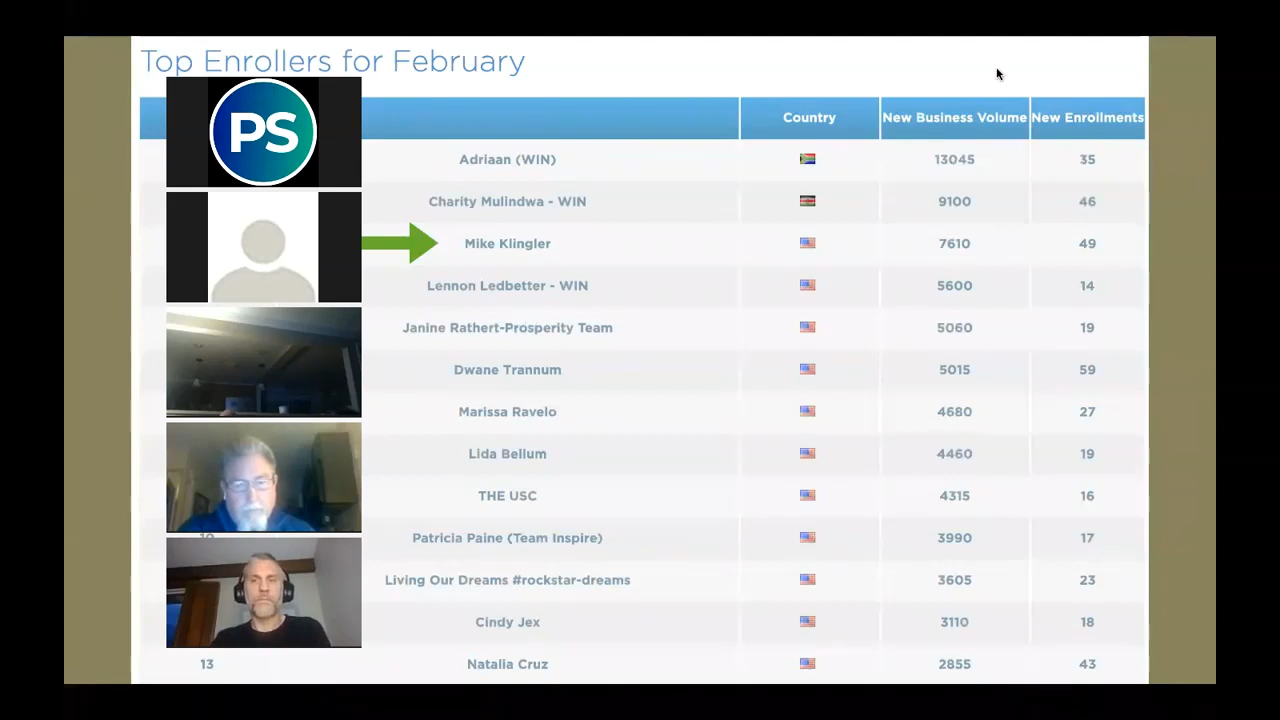 Top Enrollers for February
PS
Country New Business Volume New Enrollments
Adriaan (WIN) 13045 35
Charity Mulindwa - WIN 9100 46
Mike Klingler 7610 49
Lennon Ledbetter - WIN 5600 14
Janine Rathert-Prosperity Team 5060 19
Dwane Trannum 5015 59
Marissa Ravelo 4680 27
Lida Bellum 4460 19
THE USC 4315 16
Patricia Paine (Team Inspire) 3990 17
Living Our Dreams #rockstar-dreams 3605 23
Cindy Jex 3110 18
13 Natalia Cruz 2855 43